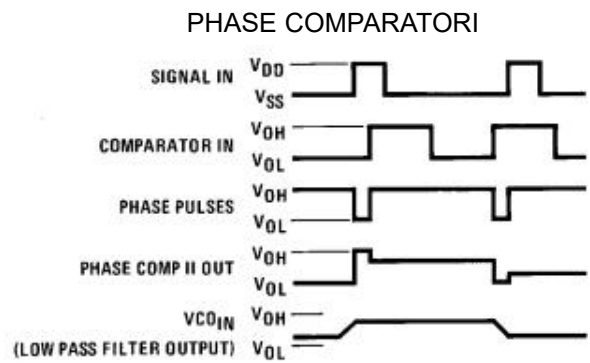 PHASE COMPARATORI
SIGNAL IN
VDD
VSS
COMPARATOR IN
VOH
VOL
PHASE PULSES
VOH
VOL
PHASE COMP II OUT
VOH
VOL
VCOIN
(LOW PASS FILTER OUTPUT)
VOH
VOL